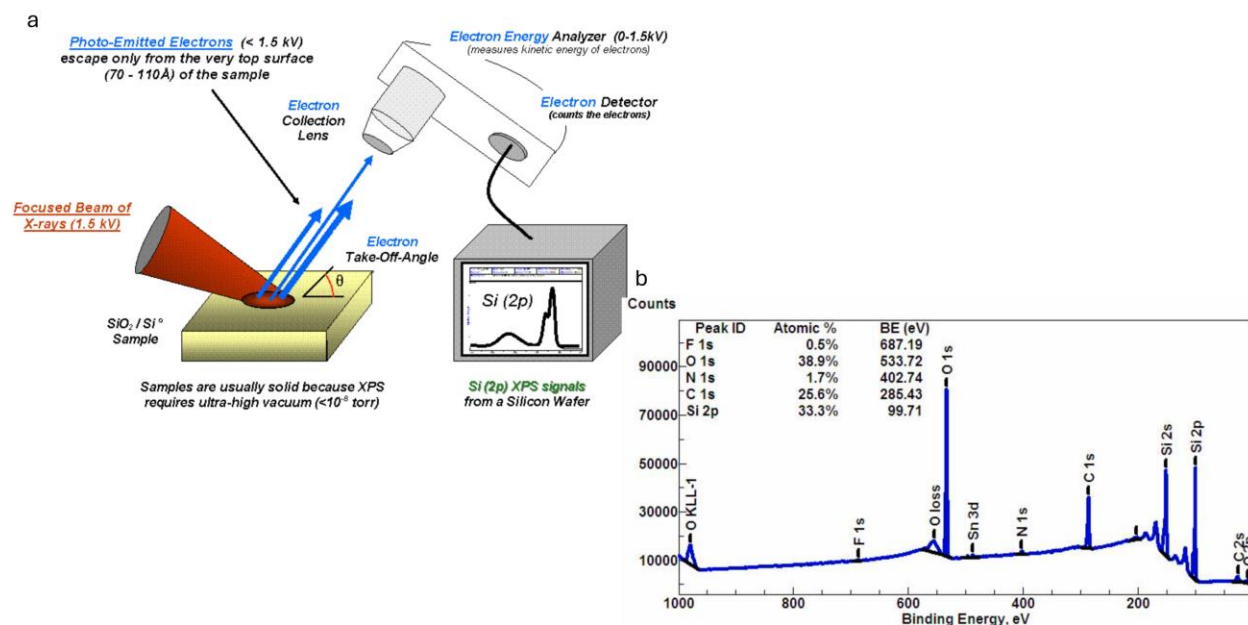 a
Photo-Emitted Electrons (< 1.5 kV)
escape only from the very top surface
(70 - 110Å) of the sample
Electron Energy Analyzer (0-1.5kV)
(measures kinetic energy of electrons)
Electron Detector
(counts the electrons)
Electron
Collection
Lens
Focused Beam of
X-rays (1.5 kV)
Electron
Take-Off-Angle
θ
SiO₂ / Si°
Sample
Si (2p)
Samples are usually solid because XPS
requires ultra-high vacuum (<10⁻⁸ torr)
Si (2p) XPS signals
from a Silicon Wafer
b
Counts
Peak ID Atomic % BE (eV)
F 1s 0.5% 687.19
O 1s 38.9% 533.72
N 1s 1.7% 402.74
C 1s 25.6% 285.43
Si 2p 33.3% 99.71
90000
70000
50000
30000
10000
O KLL-1
F 1s
O loss
O 1s
Sn 3d
N 1s
C 1s
Si 2s
Si 2p
C 2s
1000 800 600 400 200
Binding Energy, eV